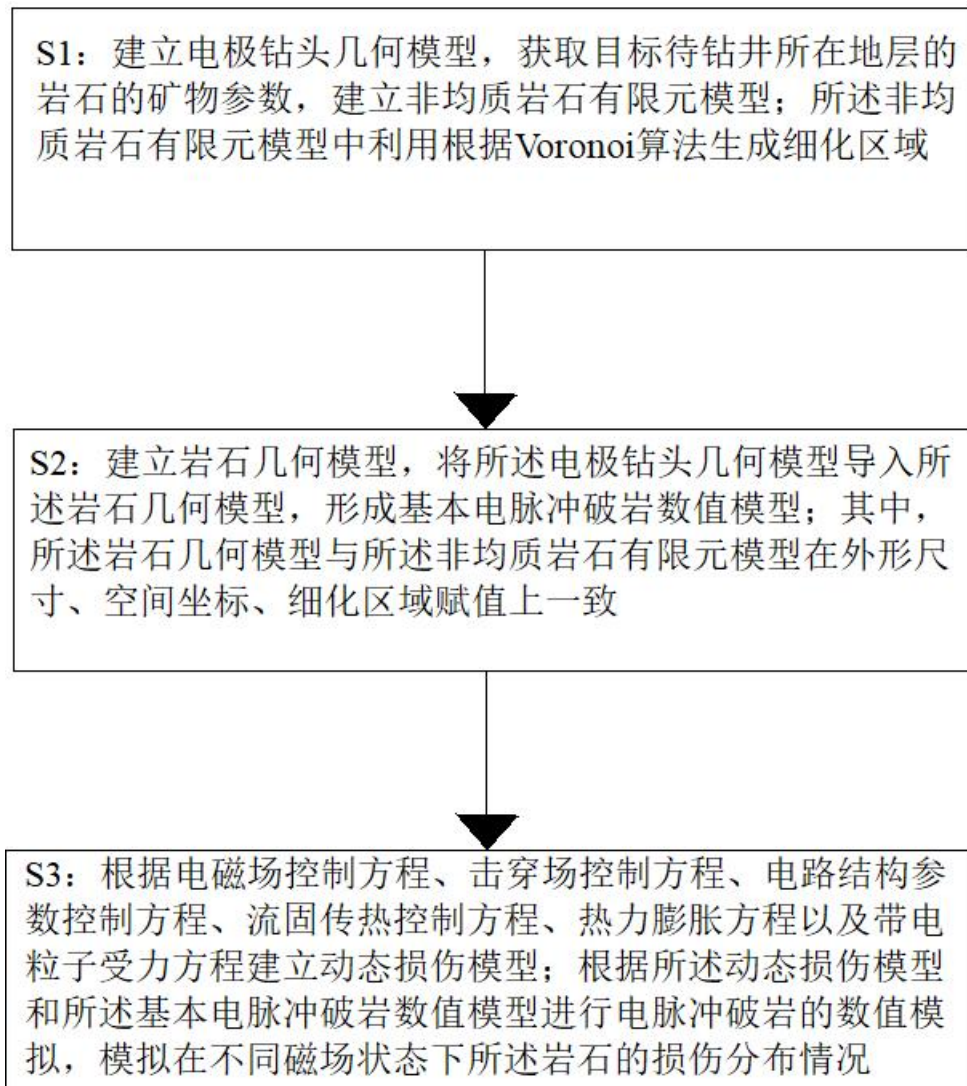 S1：建立电极钻头几何模型，获取目标待钻井所在地层的
岩石的矿物参数，建立非均质岩石有限元模型；所述非均
质岩石有限元模型中利用根据Voronoi算法生成细化区域
S2：建立岩石几何模型，将所述电极钻头几何模型导入所
述岩石几何模型，形成基本电脉冲破岩数值模型；其中，
所述岩石几何模型与所述非均质岩石有限元模型在外形尺
寸、空间坐标、细化区域赋值上一致
S3：根据电磁场控制方程、击穿场控制方程、电路结构参
数控制方程、流固传热控制方程、热力膨胀方程以及带电
粒子受力方程建立动态损伤模型；根据所述动态损伤模型
和所述基本电脉冲破岩数值模型进行电脉冲破岩的数值模
拟，模拟在不同磁场状态下所述岩石的损伤分布情况